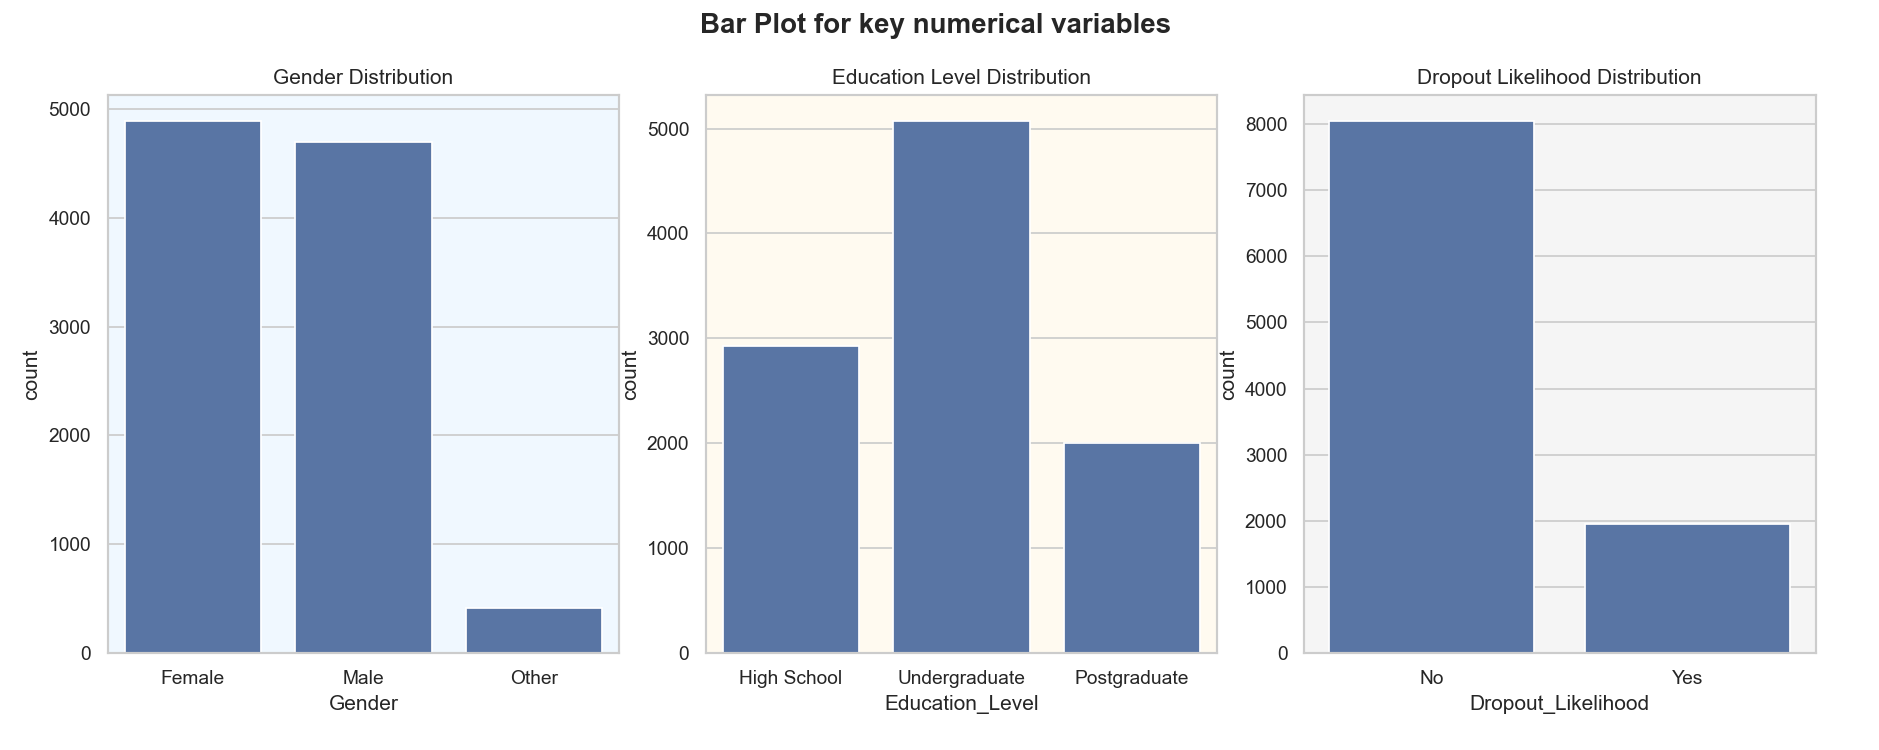 Bar Plot for key numerical variables
Gender Distribution
5000
4000
3000
2000
1000
0
count
Female Male Other
Gender
Education Level Distribution
5000
4000
3000
2000
1000
0
count
High School Undergraduate Postgraduate
Education_Level
Dropout Likelihood Distribution
8000
7000
6000
5000
4000
3000
2000
1000
0
count
No Yes
Dropout_Likelihood